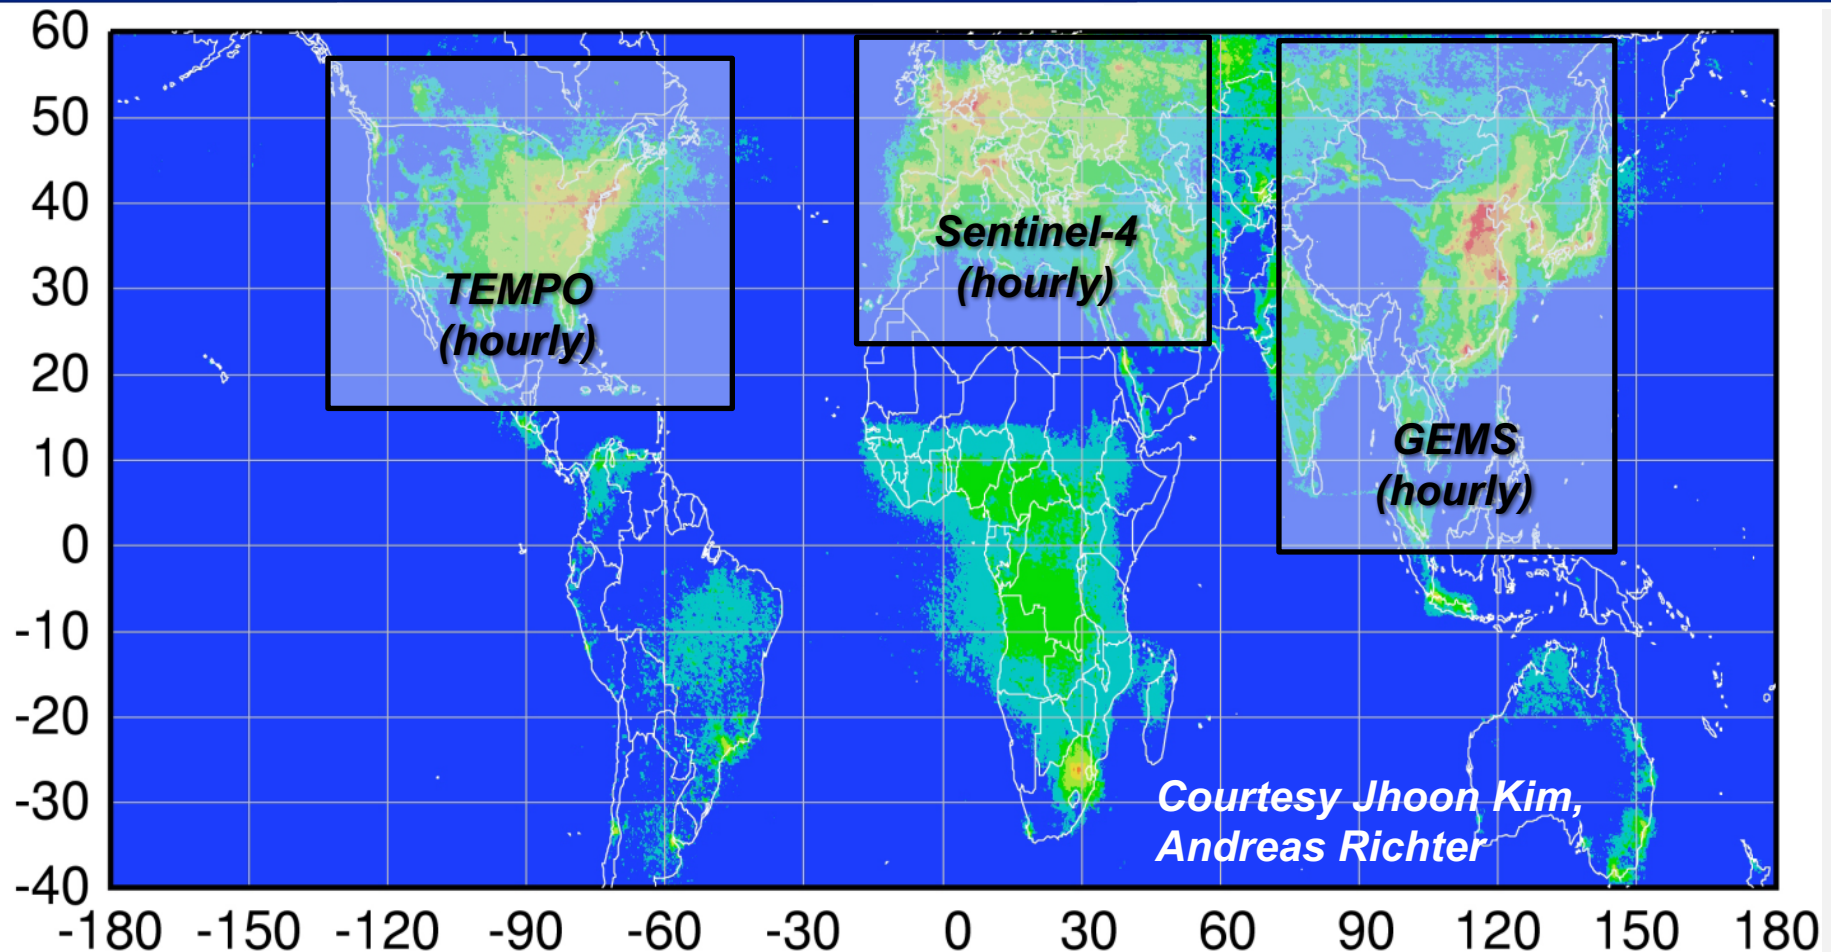 60
50
40
30
20
10
0
-10
-20
-30
-40
TEMPO
(hourly)
Sentinel-4
(hourly)
GEMS
(hourly)
Courtesy Jhoon Kim,
Andreas Richter
-180 -150 -120 -90 -60 -30 0 30 60 90 120 150 180